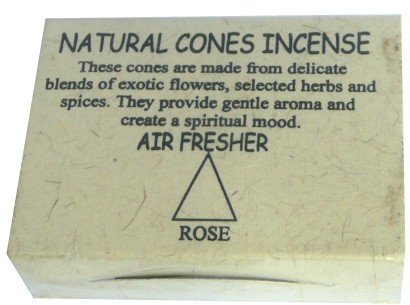 NATURAL CONES INCENSE
These cones are made from delicate
blends of exotic flowers, selected herbs and
spices. They provide gentle aroma and
create a spiritual mood.
AIR FRESHER
ROSE